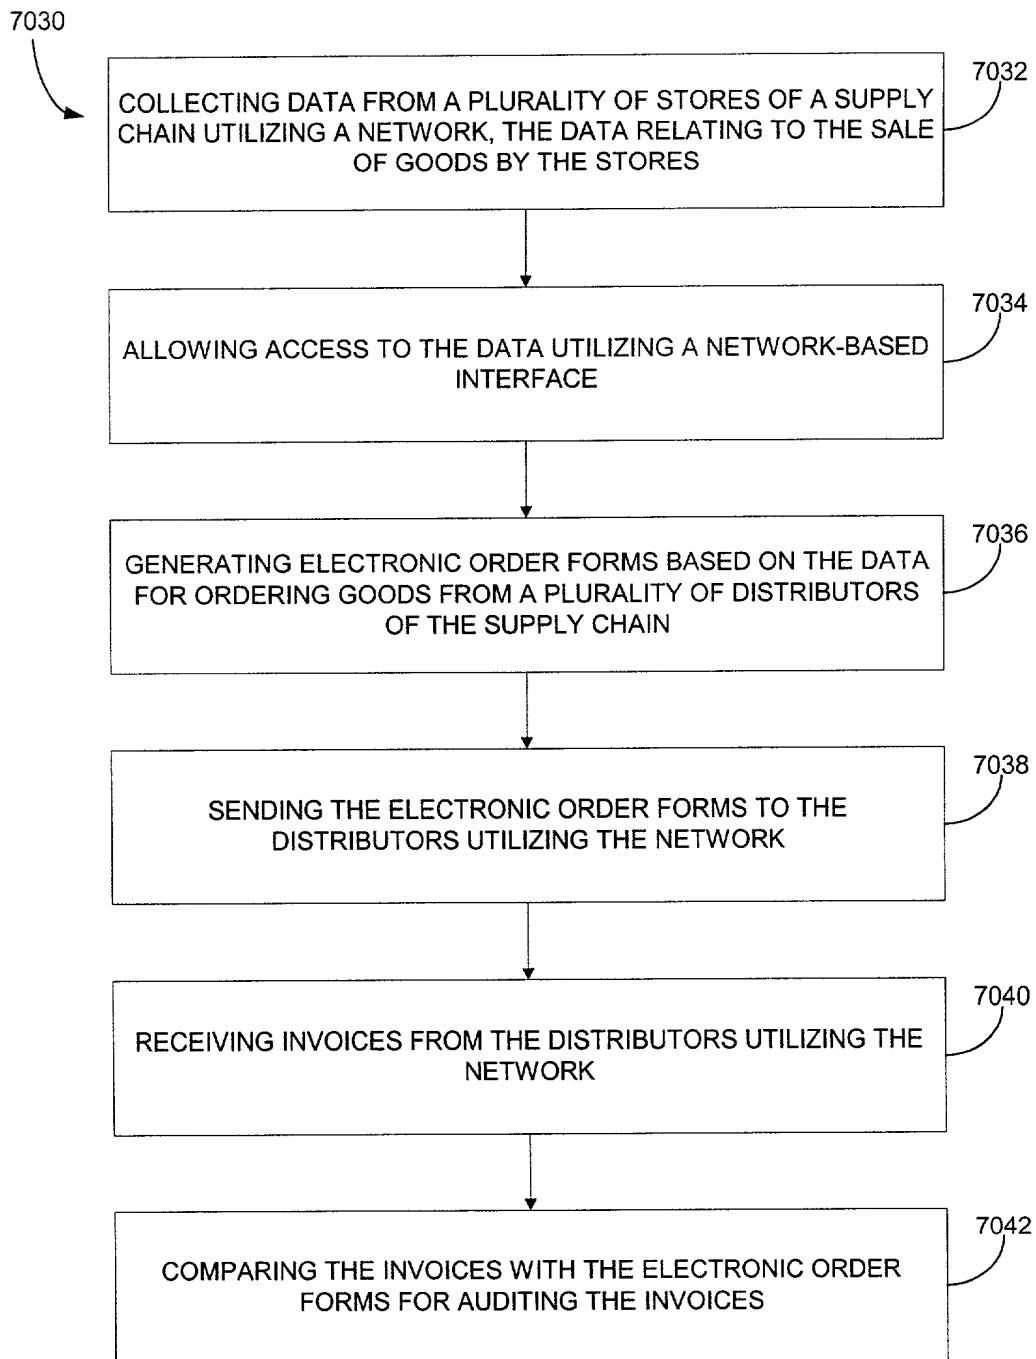 7030
7032
COLLECTING DATA FROM A PLURALITY OF STORES OF A SUPPLY
CHAIN UTILIZING A NETWORK, THE DATA RELATING TO THE SALE
OF GOODS BY THE STORES
7034
ALLOWING ACCESS TO THE DATA UTILIZING A NETWORK-BASED
INTERFACE
7036
GENERATING ELECTRONIC ORDER FORMS BASED ON THE DATA
FOR ORDERING GOODS FROM A PLURALITY OF DISTRIBUTORS
OF THE SUPPLY CHAIN
7038
SENDING THE ELECTRONIC ORDER FORMS TO THE
DISTRIBUTORS UTILIZING THE NETWORK
7040
RECEIVING INVOICES FROM THE DISTRIBUTORS UTILIZING THE
NETWORK
7042
COMPARING THE INVOICES WITH THE ELECTRONIC ORDER
FORMS FOR AUDITING THE INVOICES